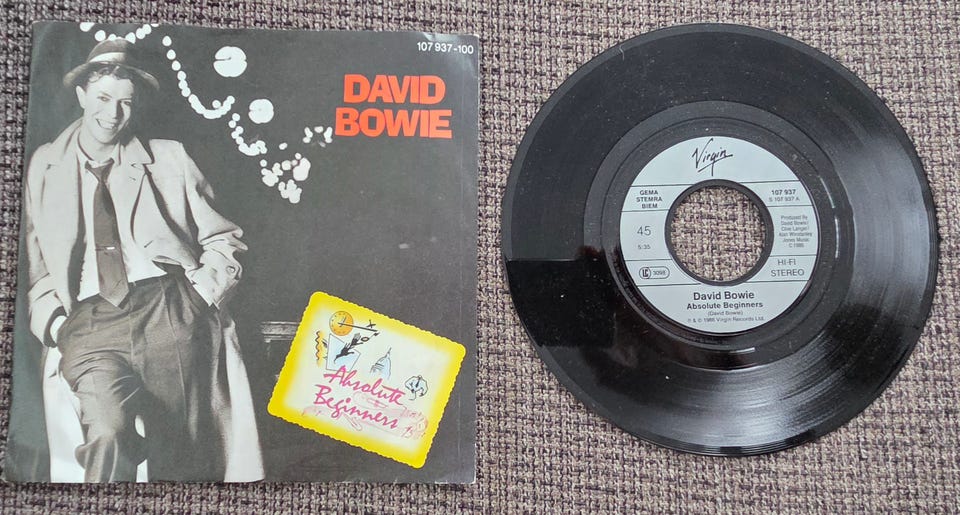 107 937-100
DAVID
BOWIE
Absolute
Beginners
Virgin
GEMA
STEMRA
BIEM
107 937
S 107 937 A
45
5:35
Produced by
David Bowie/
Clive Langer/
Alan Winstanley
Jones Music
LC 3098
HI-FI
STEREO
David Bowie
Absolute Beginners
(David Bowie)
℗ & © 1986 Virgin Records Ltd.